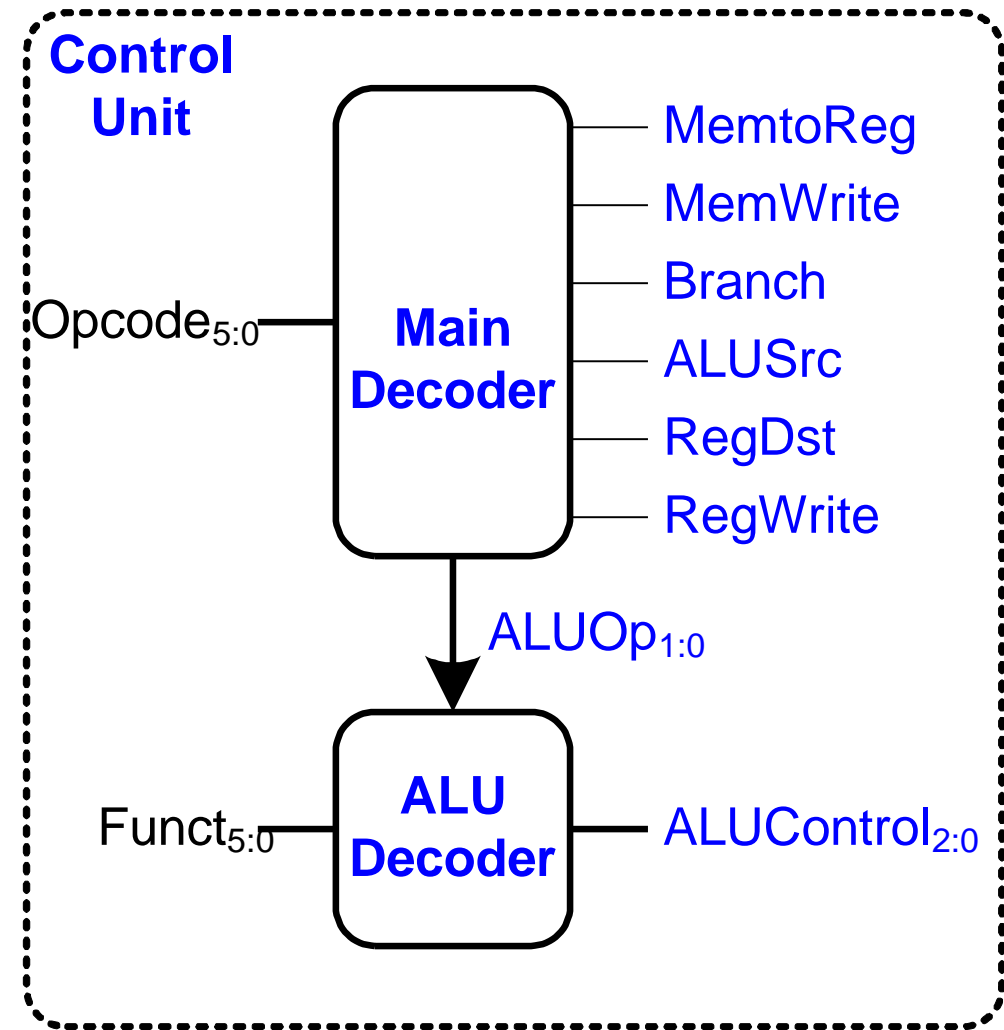 Control
Unit
MemtoReg
MemWrite
Branch
Opcode5:0
Main
Decoder
ALUSrc
RegDst
RegWrite
ALUOp1:0
ALU
Decoder
Funct5:0
ALUControl2:0